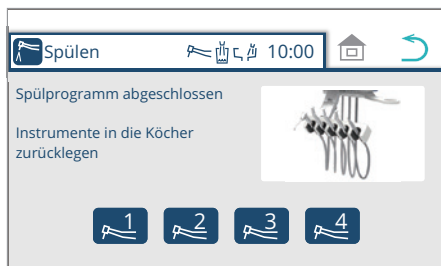 Spülen 10:00
Spülprogramm abgeschlossen
Instrumente in die Köcher
zurücklegen
1 2 3 4